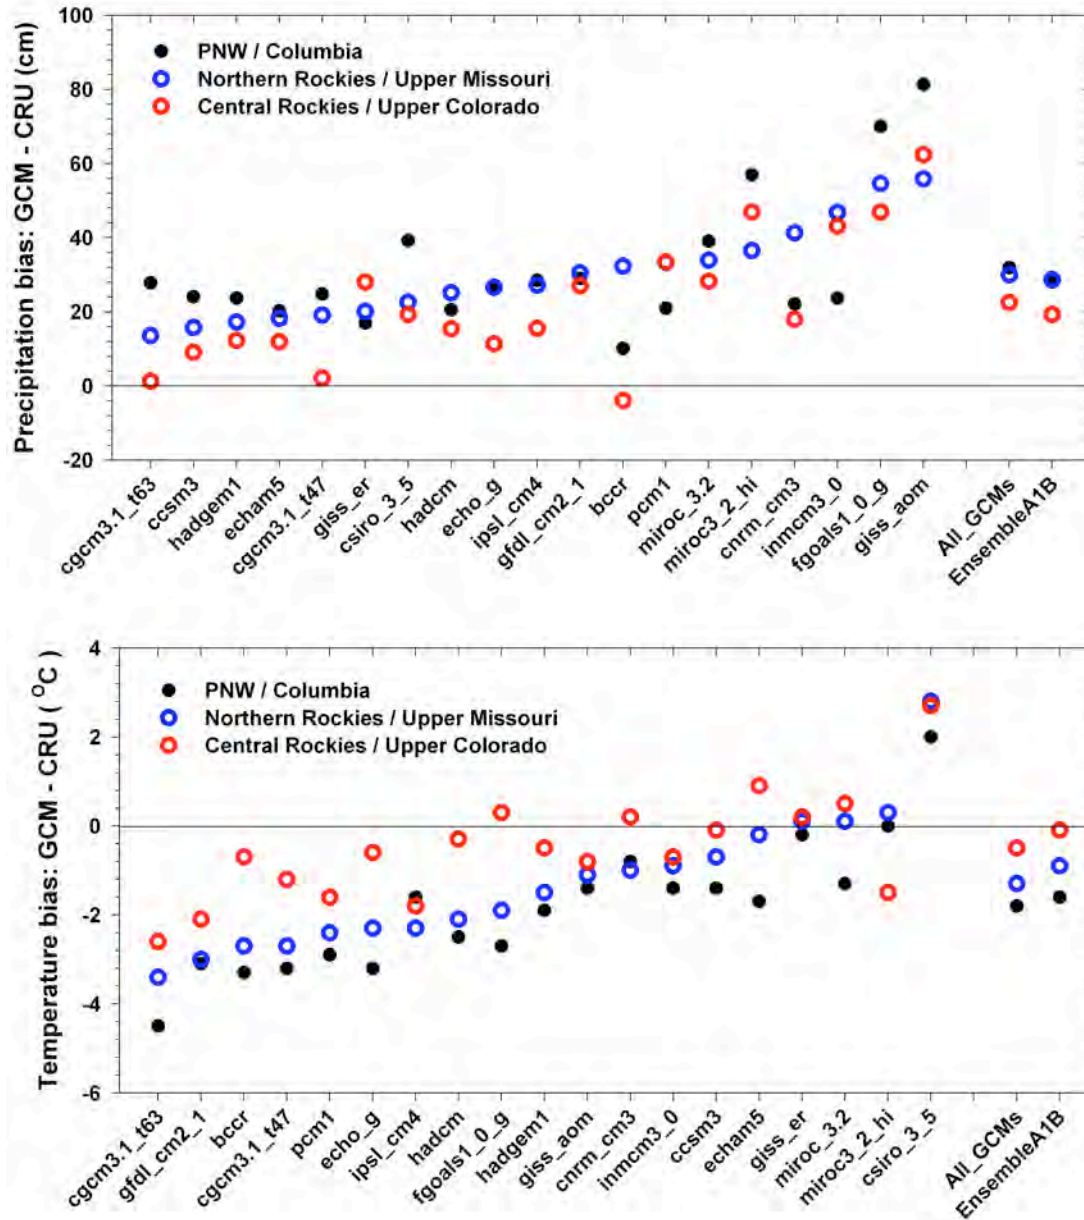 Precipitation bias: GCM - CRU (cm)
100
80
60
40
20
0
-20
PNW / Columbia
Northern Rockies / Upper Missouri
Central Rockies / Upper Colorado
cgcm3.1_t63
ccsm3
hadgem1
echam5
cgcm3.1_t47
giss_er
csiro_3_5
hadcm
echo_g
ipsl_cm4
gfdl_cm2_1
bccr
pcm1
miroc_3.2
miroc3_2_hi
cnrm_cm3
inmcm3_0
fgoals1_0_g
giss_aom
All_GCMs
EnsembleA1B
Temperature bias: GCM - CRU ( °C )
4
2
0
-2
-4
-6
PNW / Columbia
Northern Rockies / Upper Missouri
Central Rockies / Upper Colorado
cgcm3.1_t63
gfdl_cm2_1
bccr
cgcm3.1_t47
pcm1
echo_g
ipsl_cm4
hadcm
fgoals1_0_g
hadgem1
giss_aom
cnrm_cm3
inmcm3_0
ccsm3
echam5
giss_er
miroc_3.2
miroc3_2_hi
csiro_3_5
All_GCMs
EnsembleA1B